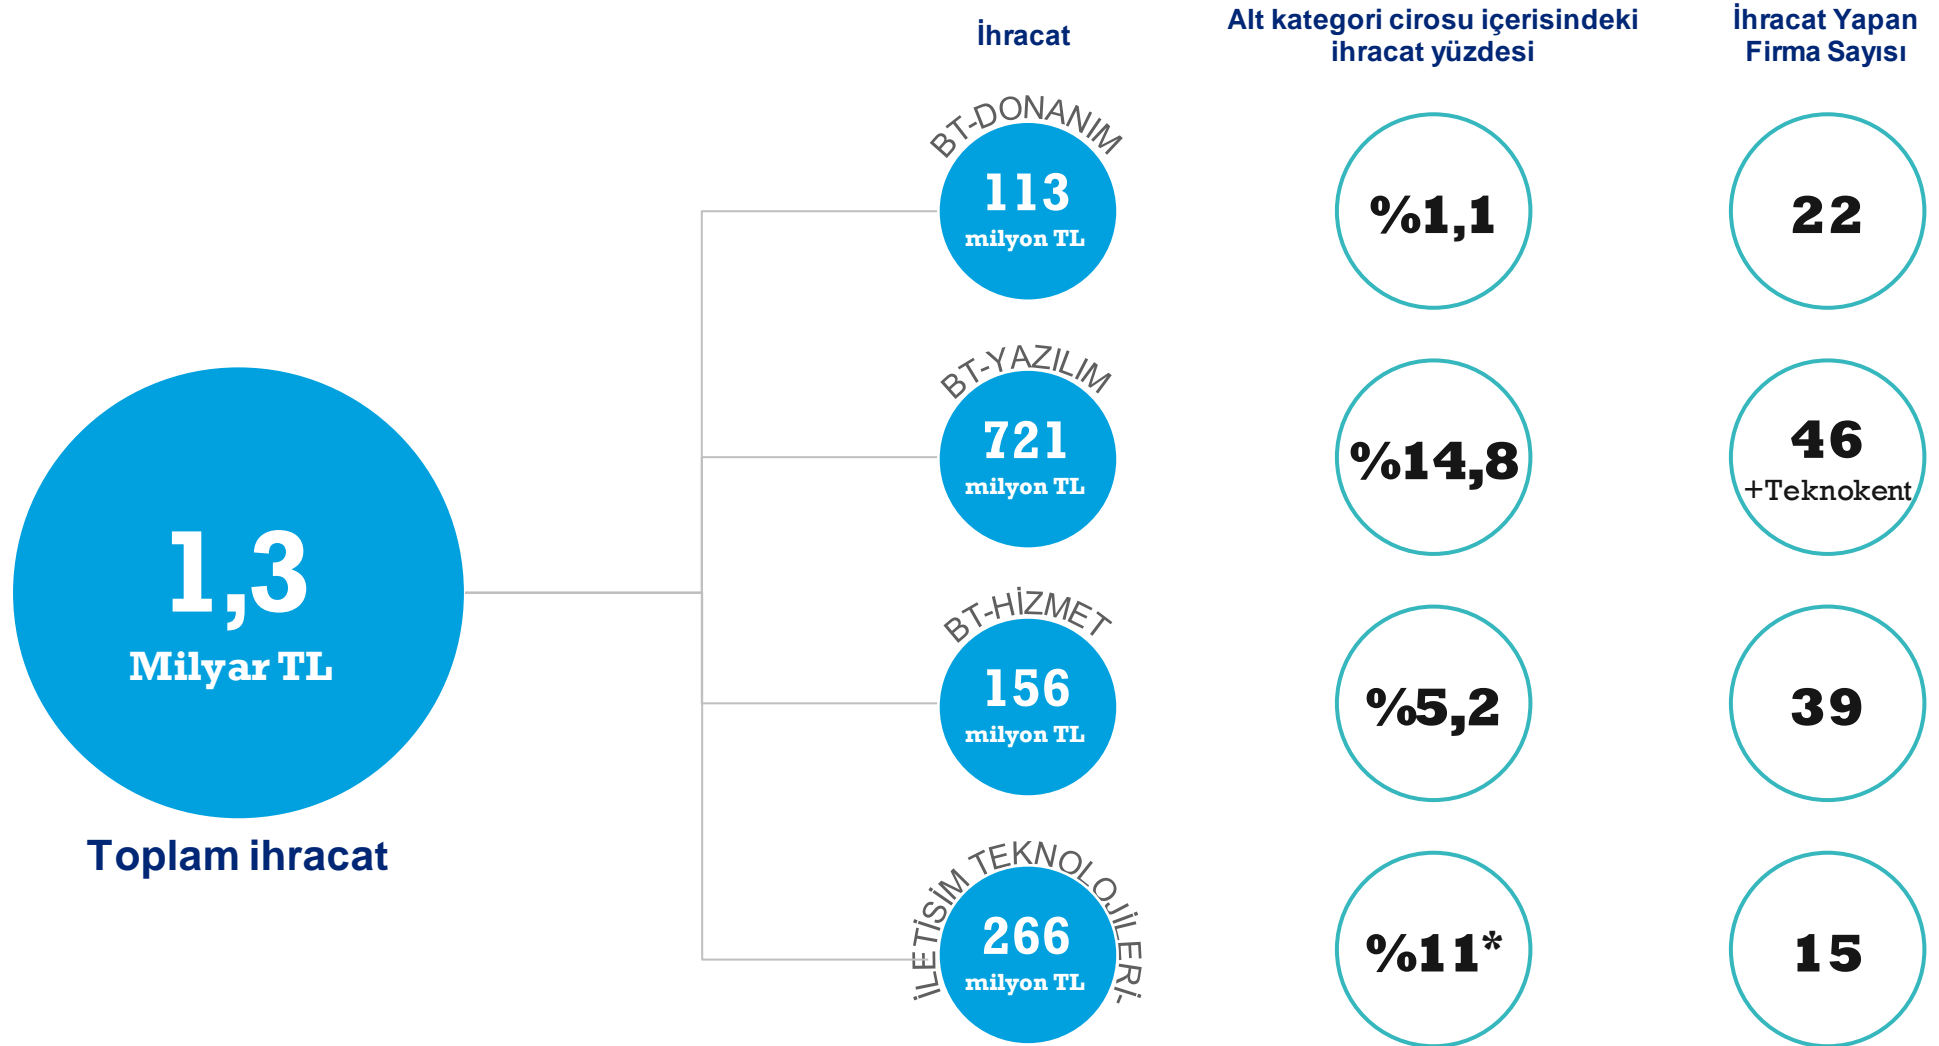 İhracat
Alt kategori cirosu içerisindeki
ihracat yüzdesi
İhracat Yapan
Firma Sayısı
BT-DONANIM
113
milyon TL
%1,1
22
BT-YAZILIM
721
milyon TL
%14,8
46
+Teknokent
1,3
Milyar TL
Toplam ihracat
BT-HİZMET
156
milyon TL
%5,2
39
İLETİSİM TEKNOLOJİLERİ-
266
milyon TL
%11*
15